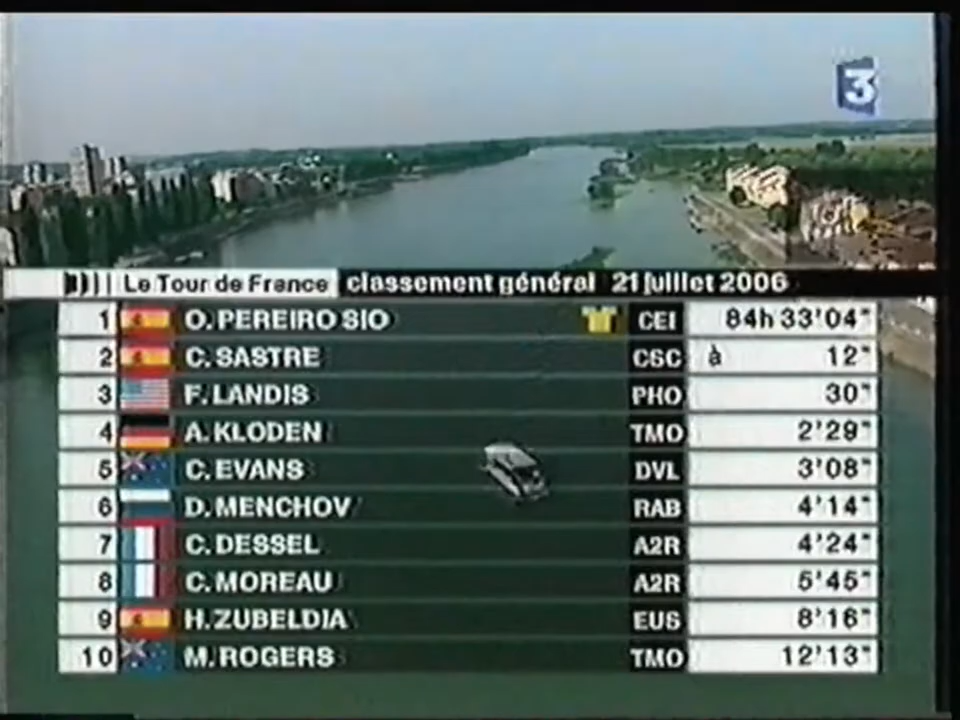 3
Le Tour de France classement général 21 juillet 2006
1 O. PEREIRO SIO CEI 84h 33'04"
2 C. SASTRE CSC à 12"
3 F. LANDIS PHO 30"
4 A. KLODEN TMO 2'29"
5 C. EVANS DVL 3'08"
6 D. MENCHOV RAB 4'14"
7 C. DESSEL A2R 4'24"
8 C. MOREAU A2R 5'45"
9 H. ZUBELDIA EUS 8'16"
10 M. ROGERS TMO 12'13"